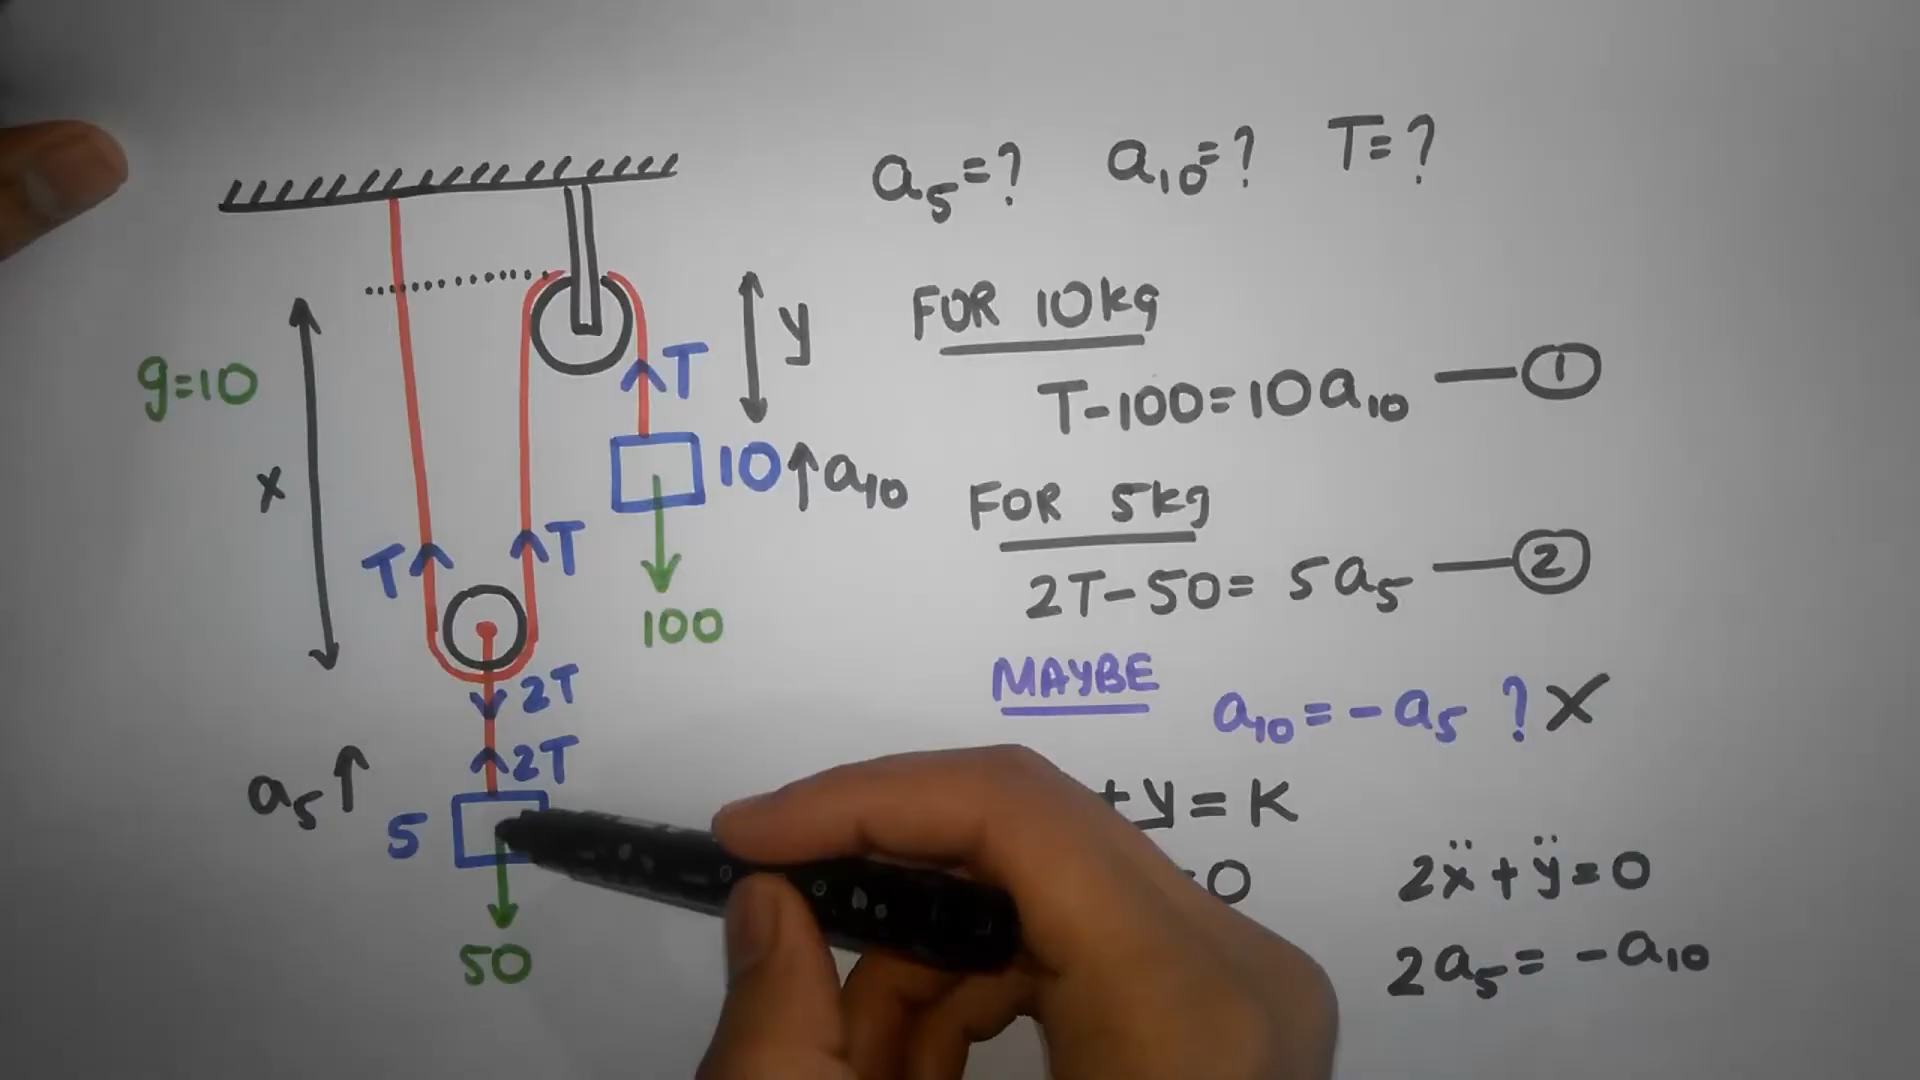 a₅=? a₁₀=? T=?
FOR 10kg
T-100=10a₁₀ — ①
FOR 5kg
2T-50= 5a₅ — ②
MAYBE a₁₀=-a₅ ? X
+y=K
=0
2ẍ+ÿ=0
2a₅=-a₁₀
g=10
x
y
T
10 ↑a₁₀
T
T
100
2T
2T
a₅↑
5
50